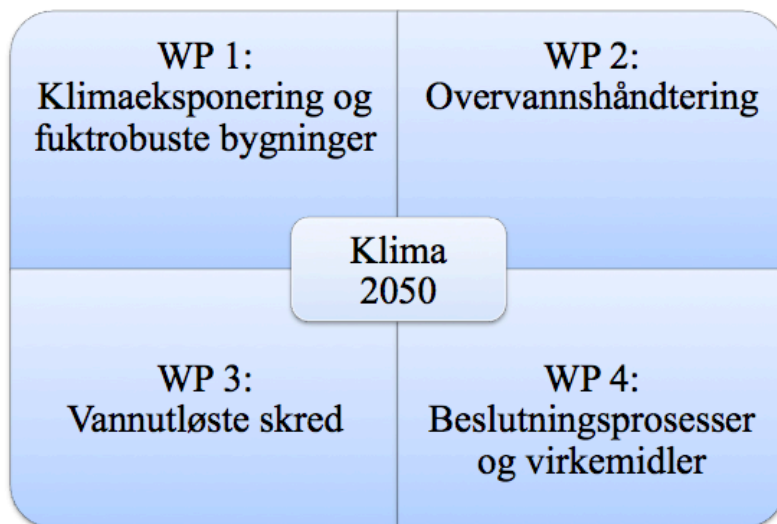 WP 1:
Klimaeksponering og
fuktrobuste bygninger
WP 2:
Overvannshåndtering
Klima
2050
WP 3:
Vannutløste skred
WP 4:
Beslutningsprosesser
og virkemidler